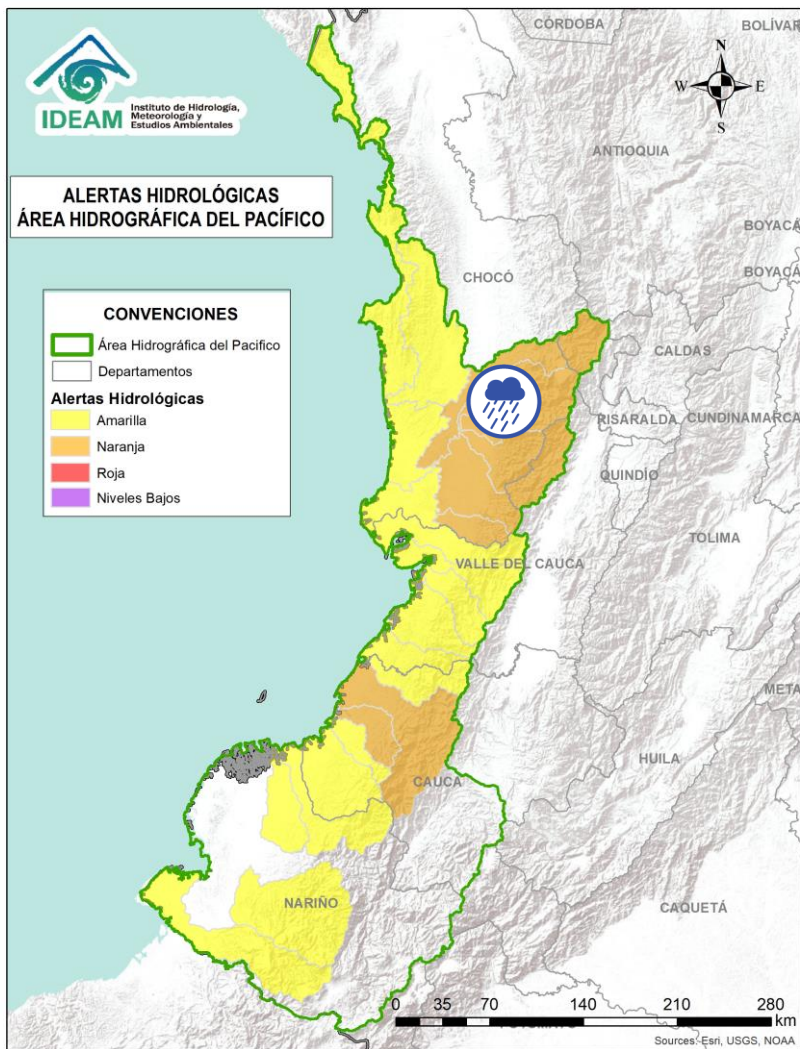 IDEAM
Instituto de Hidrología,
Meteorología y
Estudios Ambientales
ALERTAS HIDROLÓGICAS
ÁREA HIDROGRÁFICA DEL PACÍFICO
CONVENCIONES
Área Hidrográfica del Pacifico
Departamentos
Alertas Hidrológicas
Amarilla
Naranja
Roja
Niveles Bajos
N
W
E
S
CÓRDOBA
BOLÍVAR
ANTIOQUIA
BOYACÁ
BOYACÁ
CHOCÓ
CALDAS
RISARALDA
CUNDINAMARCA
QUINDÍO
TOLIMA
VALLE DEL CAUCA
META
HUILA
CAUCA
NARIÑO
CAQUETÁ
0 35 70 140 210 280
km
Sources: Esri, USGS, NOAA